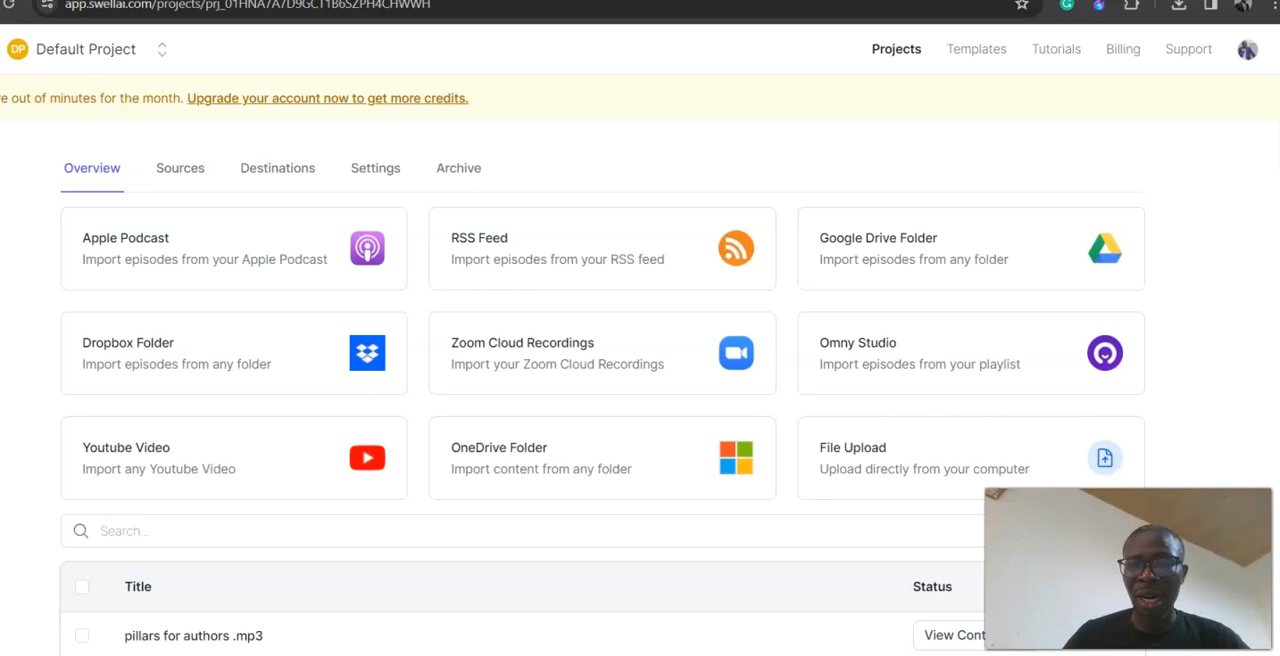 app.swellai.com/projects/prj_01HNA7A7D9GCT1B6SZPH4CHWWH
DP Default Project
Projects Templates Tutorials Billing Support
e out of minutes for the month. Upgrade your account now to get more credits.
Overview Sources Destinations Settings Archive
Apple Podcast
Import episodes from your Apple Podcast
RSS Feed
Import episodes from your RSS feed
Google Drive Folder
Import episodes from any folder
Dropbox Folder
Import episodes from any folder
Zoom Cloud Recordings
Import your Zoom Cloud Recordings
Omny Studio
Import episodes from your playlist
Youtube Video
Import any Youtube Video
OneDrive Folder
Import content from any folder
File Upload
Upload directly from your computer
Search...
Title Status
pillars for authors .mp3 View Cont